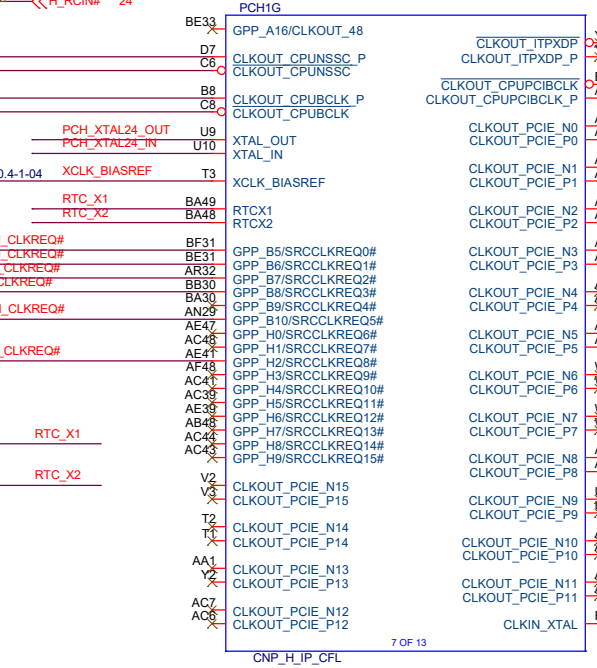 H_RCIN# 24
PCH1G
BE33 GPP_A16/CLKOUT_48
CLKOUT_ITPXDP
CLKOUT_ITPXDP_P
D7 CLKOUT_CPUNSSC_P
C6 CLKOUT_CPUNSSC
CLKOUT_CPUPCIBCLK
CLKOUT_CPUPCIBCLK_P
B8 CLKOUT_CPUBCLK_P
C8 CLKOUT_CPUBCLK
CLKOUT_PCIE_N0
CLKOUT_PCIE_P0
PCH_XTAL24_OUT U9 XTAL_OUT
PCH_XTAL24_IN U10 XTAL_IN
CLKOUT_PCIE_N1
CLKOUT_PCIE_P1
0.4-1-04 XCLK_BIASREF T3 XCLK_BIASREF
RTC_X1 BA49 RTCX1 CLKOUT_PCIE_N2
RTC_X2 BA48 RTCX2 CLKOUT_PCIE_P2
_CLKREQ# BF31 GPP_B5/SRCCLKREQ0# CLKOUT_PCIE_N3
_CLKREQ# BE31 GPP_B6/SRCCLKREQ1# CLKOUT_PCIE_P3
_CLKREQ# AR32 GPP_B7/SRCCLKREQ2#
CLKREQ# BB30 GPP_B8/SRCCLKREQ3# CLKOUT_PCIE_N4
BA30 GPP_B9/SRCCLKREQ4# CLKOUT_PCIE_P4
_CLKREQ# AN29 GPP_B10/SRCCLKREQ5#
AE47 GPP_H0/SRCCLKREQ6# CLKOUT_PCIE_N5
AC48 GPP_H1/SRCCLKREQ7# CLKOUT_PCIE_P5
_CLKREQ# AE41 GPP_H2/SRCCLKREQ8#
AF48 GPP_H3/SRCCLKREQ9# CLKOUT_PCIE_N6
AC41 GPP_H4/SRCCLKREQ10# CLKOUT_PCIE_P6
AC39 GPP_H5/SRCCLKREQ11#
AE39 GPP_H6/SRCCLKREQ12# CLKOUT_PCIE_N7
AB48 GPP_H7/SRCCLKREQ13# CLKOUT_PCIE_P7
RTC_X1 AC44 GPP_H8/SRCCLKREQ14#
AC43 GPP_H9/SRCCLKREQ15# CLKOUT_PCIE_N8
CLKOUT_PCIE_P8
RTC_X2
V2 CLKOUT_PCIE_N15
V3 CLKOUT_PCIE_P15
CLKOUT_PCIE_N9
CLKOUT_PCIE_P9
T2 CLKOUT_PCIE_N14
T1 CLKOUT_PCIE_P14 CLKOUT_PCIE_N10
CLKOUT_PCIE_P10
AA1 CLKOUT_PCIE_N13
Y2 CLKOUT_PCIE_P13 CLKOUT_PCIE_N11
CLKOUT_PCIE_P11
AC7 CLKOUT_PCIE_N12
AC6 CLKOUT_PCIE_P12 CLKIN_XTAL
7 OF 13
CNP_H_IP_CFL